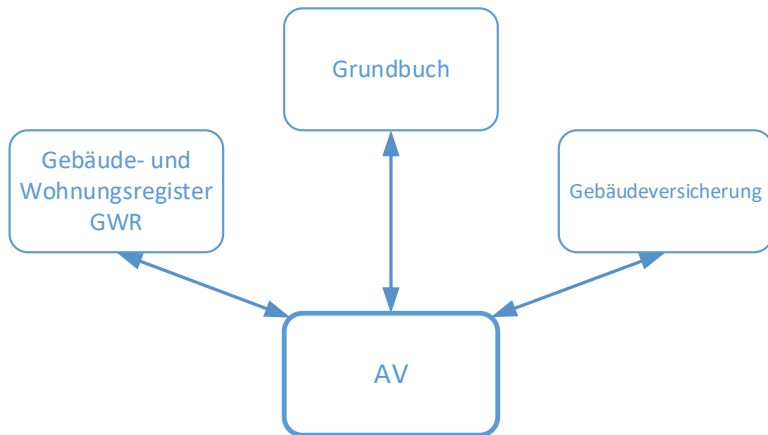 Grundbuch
Gebäude- und
Wohnungsregister
GWR
Gebäudeversicherung
AV